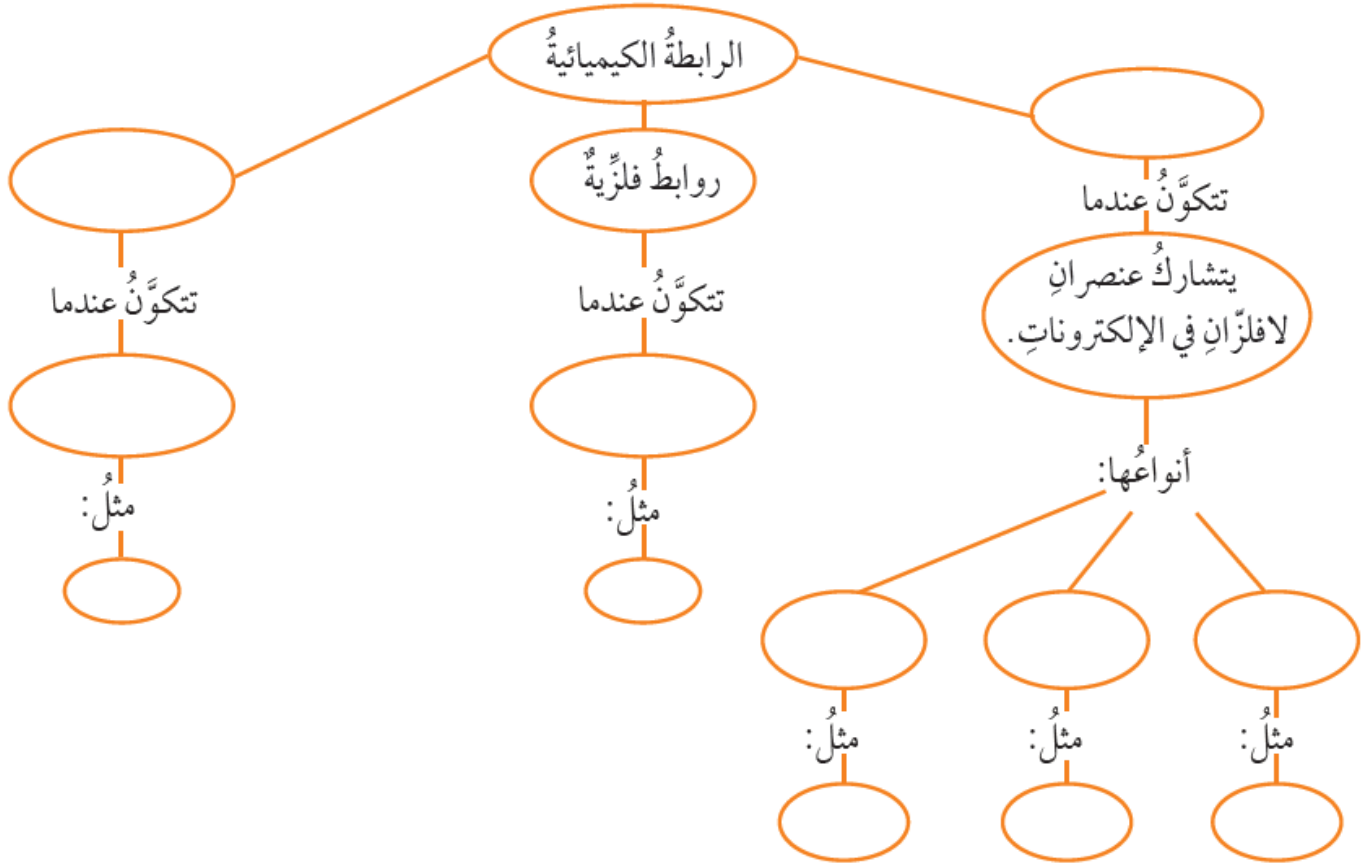 الرابطةُ الكيميائيةُ
روابطُ فلزِّيةٌ
تتكوَّنُ عندما
يتشاركُ عنصرانِ
لافلزّانِ في الإلكتروناتِ.
أنواعُها:
مثلُ:
مثلُ:
مثلُ:
تتكوَّنُ عندما
مثلُ:
تتكوَّنُ عندما
مثلُ: